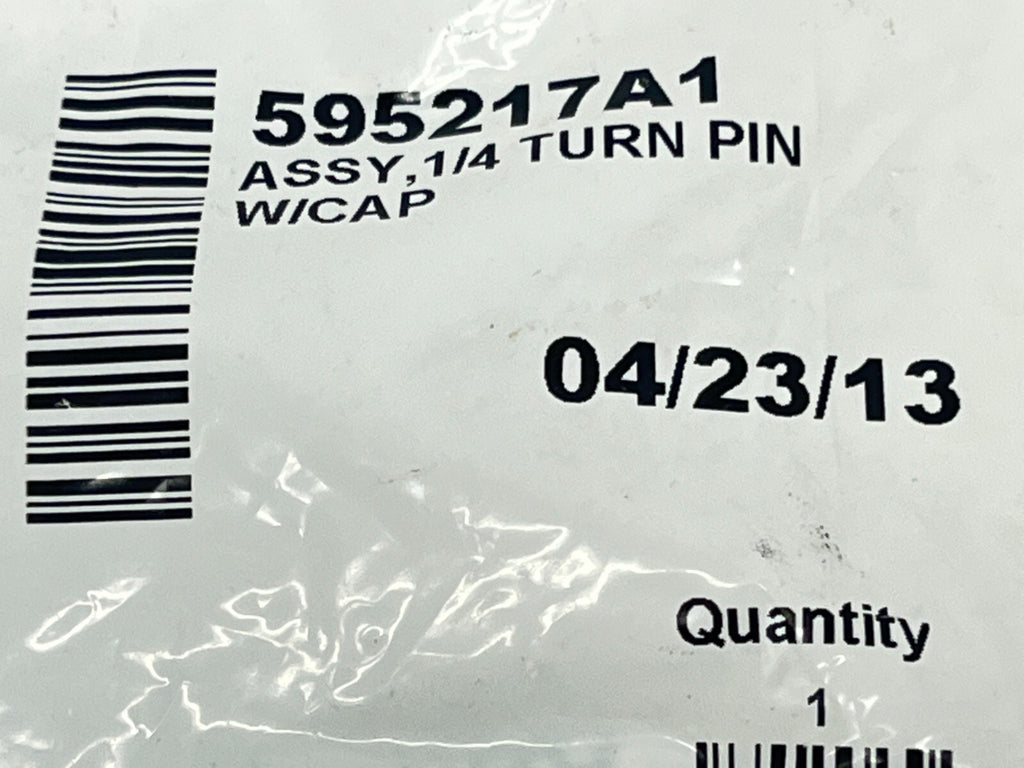 595217A1
ASSY,1/4 TURN PIN
W/CAP
04/23/13
Quantity
1